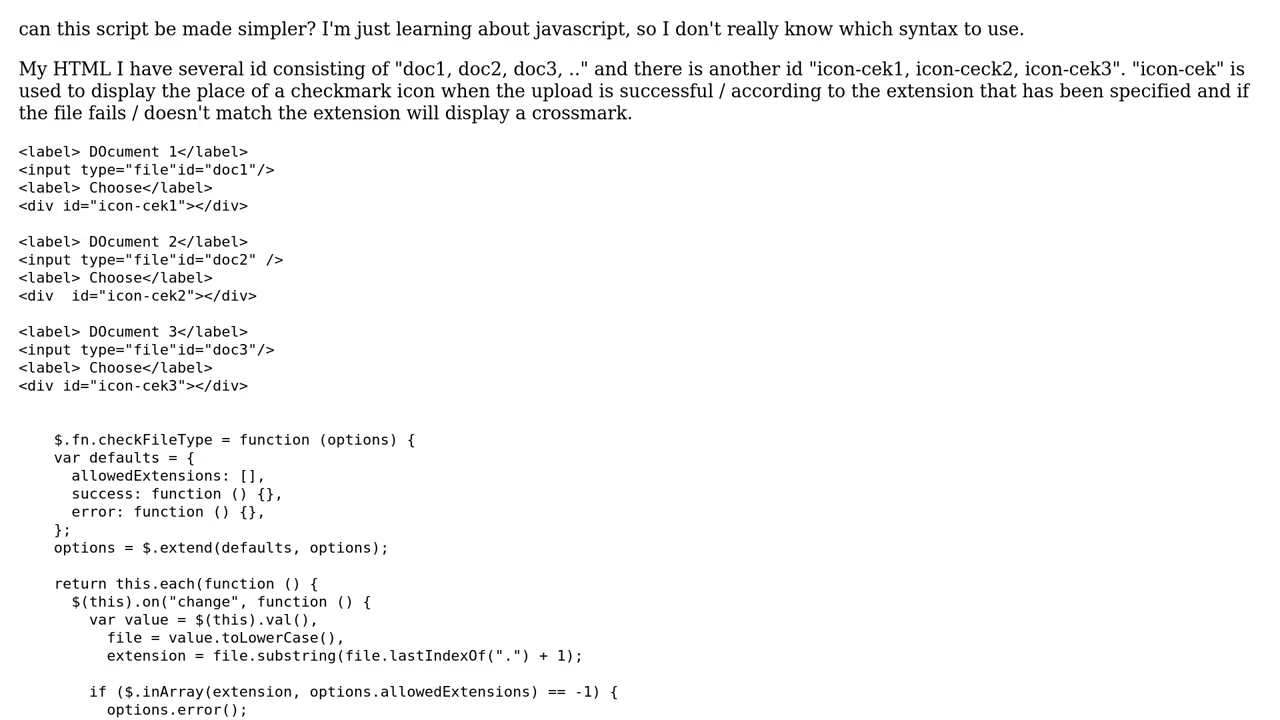 can this script be made simpler? I'm just learning about javascript, so I don't really know which syntax to use.
My HTML I have several id consisting of "doc1, doc2, doc3, .." and there is another id "icon-cek1, icon-ceck2, icon-cek3". "icon-cek" is
used to display the place of a checkmark icon when the upload is successful / according to the extension that has been specified and if
the file fails / doesn't match the extension will display a crossmark.
<label> DOcument 1</label>
<input type="file"id="doc1"/>
<label> Choose</label>
<div id="icon-cek1"></div>
<label> DOcument 2</label>
<input type="file"id="doc2" />
<label> Choose</label>
<div  id="icon-cek2"></div>
<label> DOcument 3</label>
<input type="file"id="doc3"/>
<label> Choose</label>
<div id="icon-cek3"></div>
    $.fn.checkFileType = function (options) {
    var defaults = {
      allowedExtensions: [],
      success: function () {},
      error: function () {},
    };
    options = $.extend(defaults, options);
    return this.each(function () {
      $(this).on("change", function () {
        var value = $(this).val(),
          file = value.toLowerCase(),
          extension = file.substring(file.lastIndexOf(".") + 1);
        if ($.inArray(extension, options.allowedExtensions) == -1) {
          options.error();